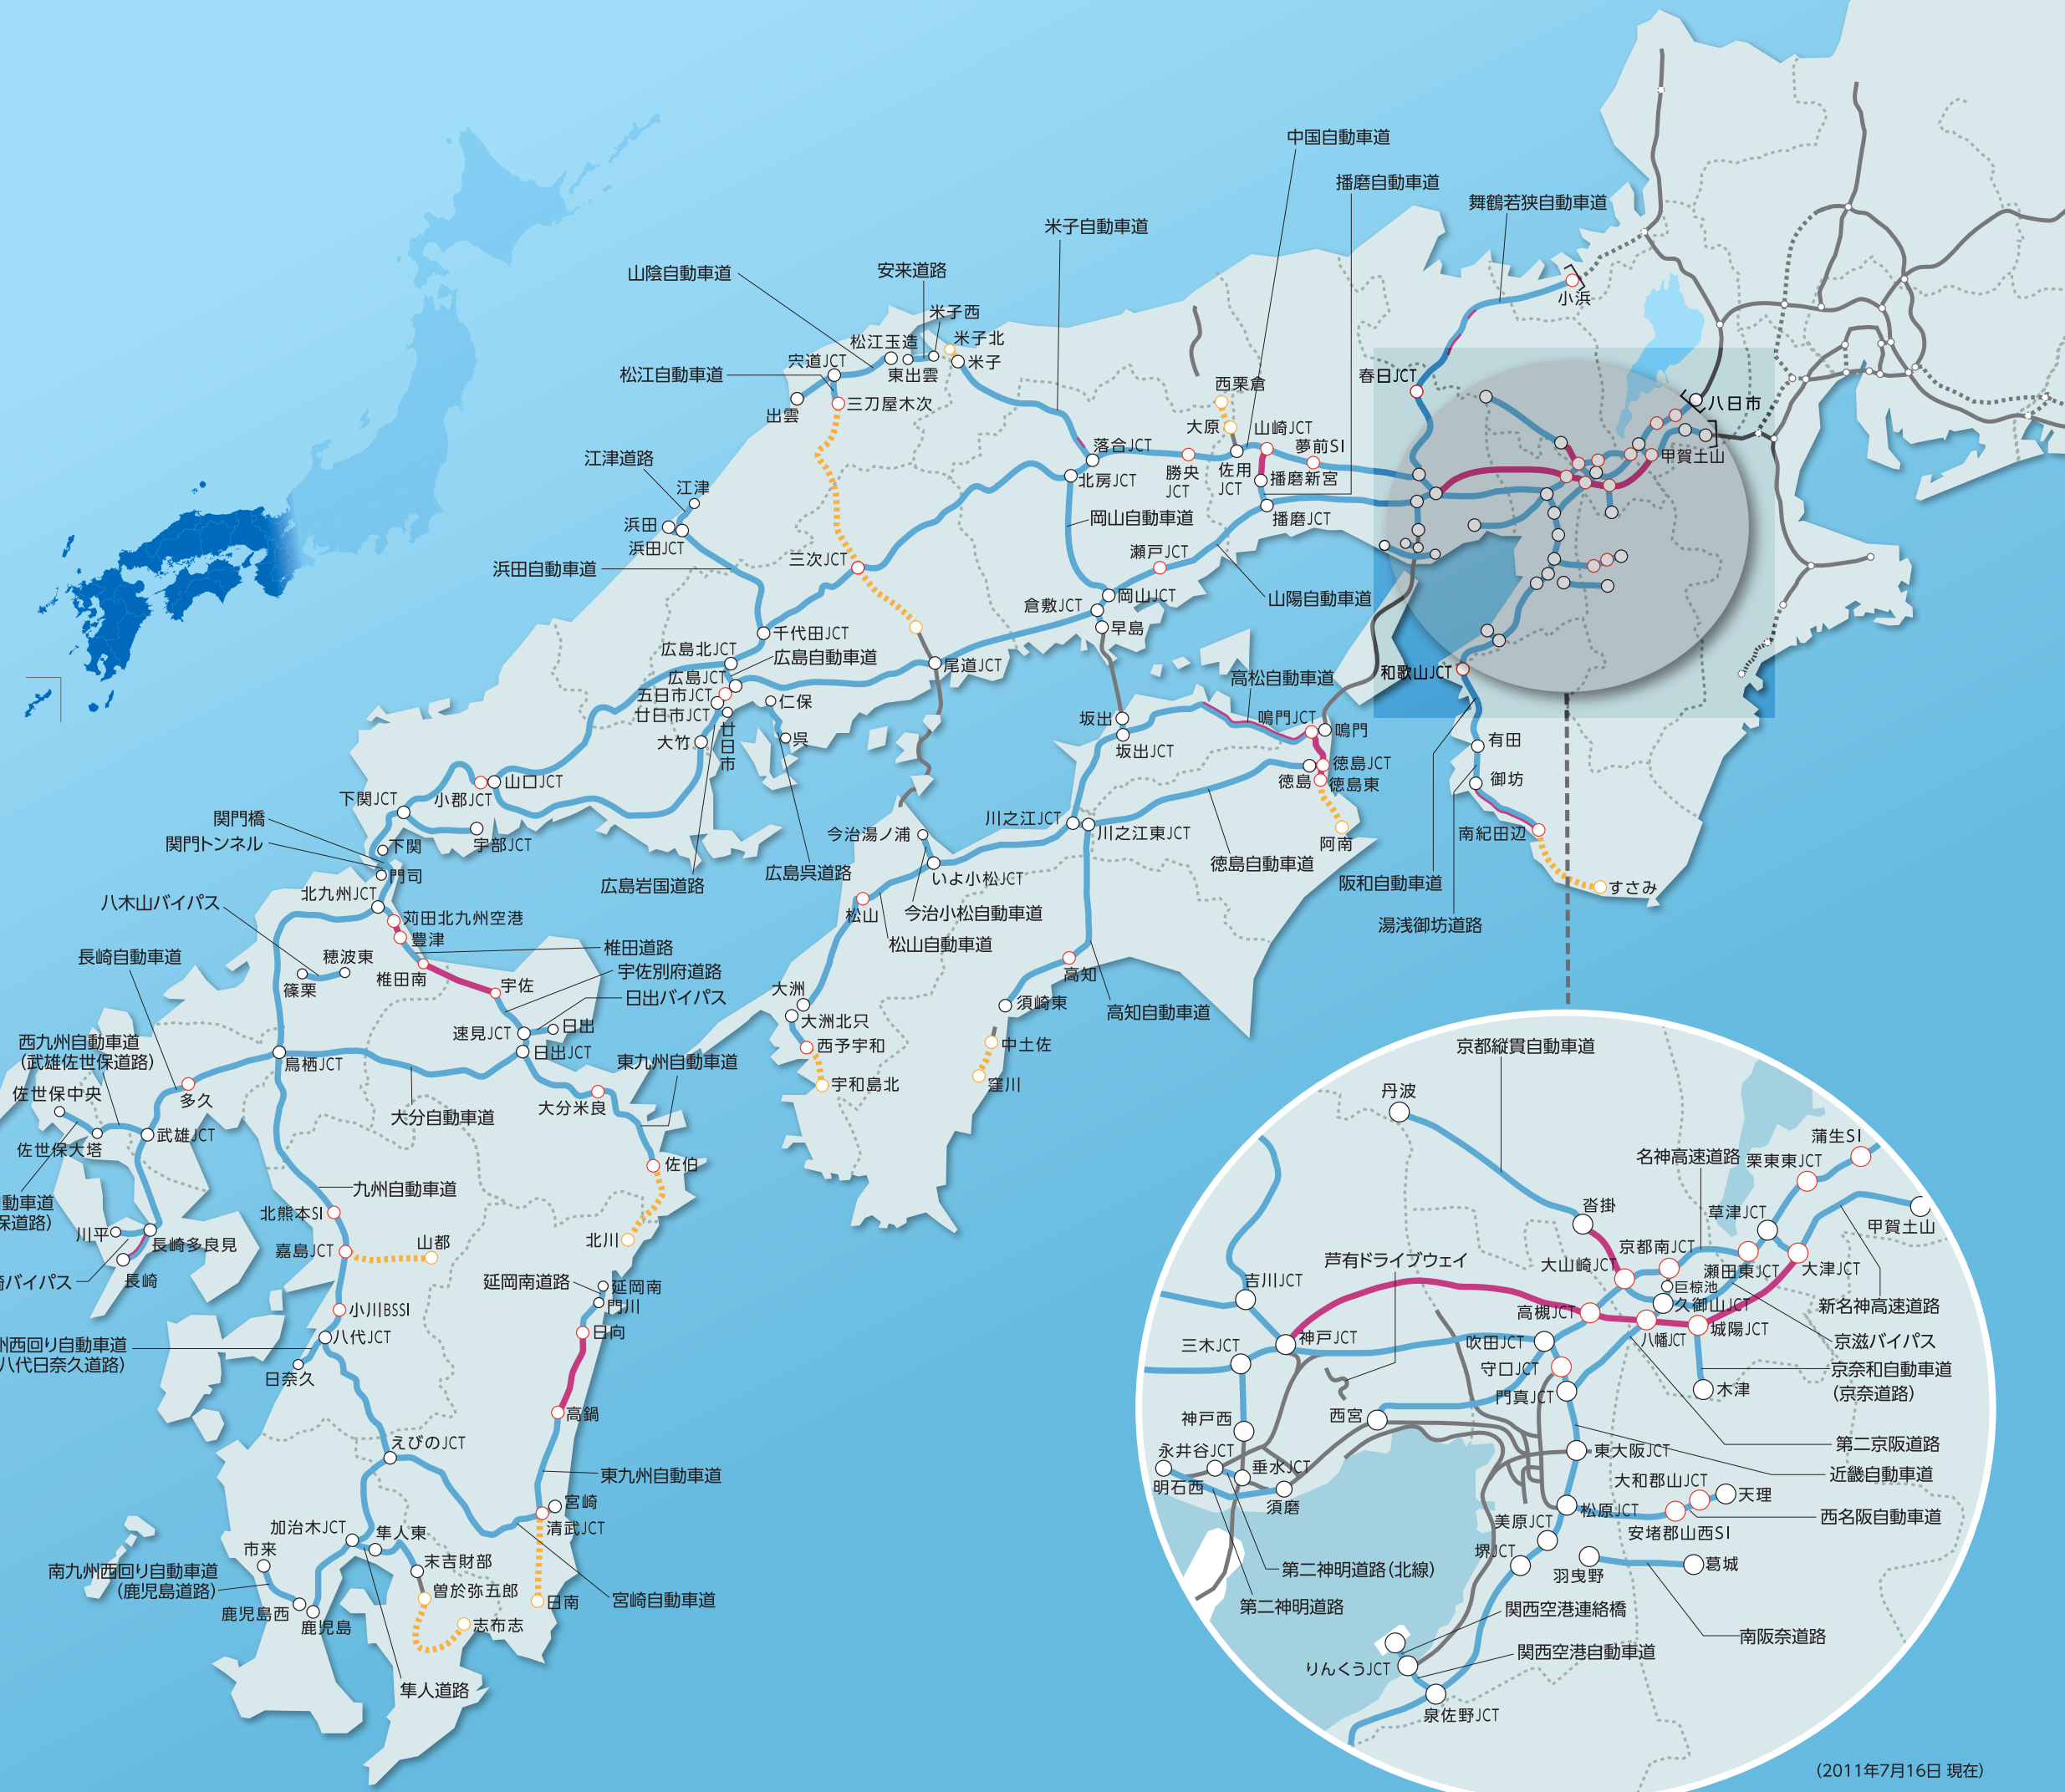 中国自動車道
播磨自動車道
舞鶴若狭自動車道
米子自動車道
山陰自動車道
安来道路
小浜
米子西
松江玉造
米子北
宍道JCT
米子
東出雲
松江自動車道
春日JCT
西栗倉
出雲
三刀屋木次
八日市
大原
山崎JCT
夢前SI
落合JCT
江津道路
勝央
JCT
佐用
JCT
甲賀土山
江津
北房JCT
播磨新宮
浜田
浜田JCT
岡山自動車道
播磨JCT
三次JCT
瀬戸JCT
浜田自動車道
岡山JCT
山陽自動車道
倉敷JCT
早島
千代田JCT
広島北JCT
広島自動車道
尾道JCT
広島JCT
和歌山JCT
高松自動車道
五日市JCT
仁保
廿日市JCT
坂出
鳴門JCT
鳴門
大竹
廿日市
呉
坂出JCT
有田
徳島JCT
徳島
徳島東
御坊
山口JCT
小郡JCT
下関JCT
関門橋
関門トンネル
下関
宇部JCT
今治湯ノ浦
川之江JCT
川之江東JCT
阿南
南紀田辺
門司
広島岩国道路
広島呉道路
いよ小松JCT
徳島自動車道
阪和自動車道
すさみ
北九州JCT
八木山バイパス
苅田北九州空港
松山
今治小松自動車道
湯浅御坊道路
豊津
松山自動車道
長崎自動車道
穂波東
椎田道路
宇佐別府道路
篠栗
椎田南
宇佐
日出バイパス
高知
大洲
須崎東
高知自動車道
大洲北只
速見JCT
日出
西九州自動車道
(武雄佐世保道路)
鳥栖JCT
日出JCT
東九州自動車道
西予宇和
中土佐
佐世保中央
多久
宇和島北
窪川
大分米良
大分自動車道
武雄JCT
佐世保大塔
佐伯
九州自動車道
動車道
保道路)
北熊本SI
川平
長崎多良見
嘉島JCT
山都
北川
バイパス
長崎
延岡南道路
延岡南
門川
小川BSSI
日向
八代JCT
州西回り自動車道
八代日奈久道路)
日奈久
高鍋
えびのJCT
東九州自動車道
宮崎
清武JCT
加治木JCT
隼人東
市来
末吉財部
南九州西回り自動車道
(鹿児島道路)
曽於弥五郎
日南
宮崎自動車道
鹿児島西
鹿児島
志布志
隼人道路
京都縦貫自動車道
丹波
蒲生SI
名神高速道路
栗東東JCT
沓掛
草津JCT
甲賀土山
京都南JCT
芦有ドライブウェイ
大山崎JCT
瀬田東JCT
大津JCT
吉川JCT
巨椋池
久御山JCT
新名神高速道路
高槻JCT
神戸JCT
三木JCT
吹田JCT
八幡JCT
城陽JCT
京滋バイパス
守口JCT
京奈和自動車道
(京奈道路)
門真JCT
木津
神戸西
西宮
東大阪JCT
第二京阪道路
永井谷JCT
垂水JCT
近畿自動車道
明石西
大和郡山JCT
天理
須磨
松原JCT
西名阪自動車道
美原JCT
安堵郡山西SI
堺JCT
第二神明道路(北線)
羽曳野
葛城
第二神明道路
関西空港連絡橋
南阪奈道路
りんくうJCT
関西空港自動車道
泉佐野JCT
(2011年7月16日 現在)